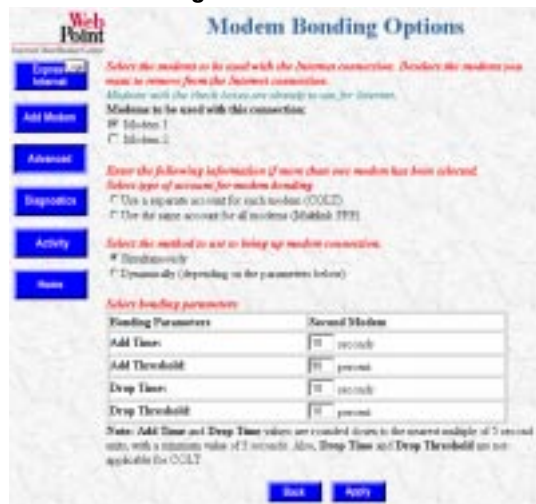 Web
Point
Modem Bonding Options
Express
Internet
Add Modem
Advanced
Diagnostics
Activity
Home
Select the modems to be used with the Internet connection. Deselect the modems you
want to remove from the Internet connection.
Modems with the check boxes are already in use for Internet.
Modems to be used with this connection:
Modem 1
Modem 2
Enter the following information if more than one modem has been selected.
Select type of account for modem bonding
Use a separate account for each modem (COLT).
Use the same account for all modems (Multilink PPP).
Select the method to use to bring up modem connection.
Simultaneously
Dynamically (depending on the parameters below)
Select bonding parameters
Bonding Parameters Second Modem
Add Time: seconds
Add Threshold: percent
Drop Time: seconds
Drop Threshold: percent
Note: Add Time and Drop Time values are rounded down to the nearest multiple of 5 second
units, with a minimum value of 5 seconds. Also, Drop Time and Drop Threshold are not
applicable for COLT
Back Apply